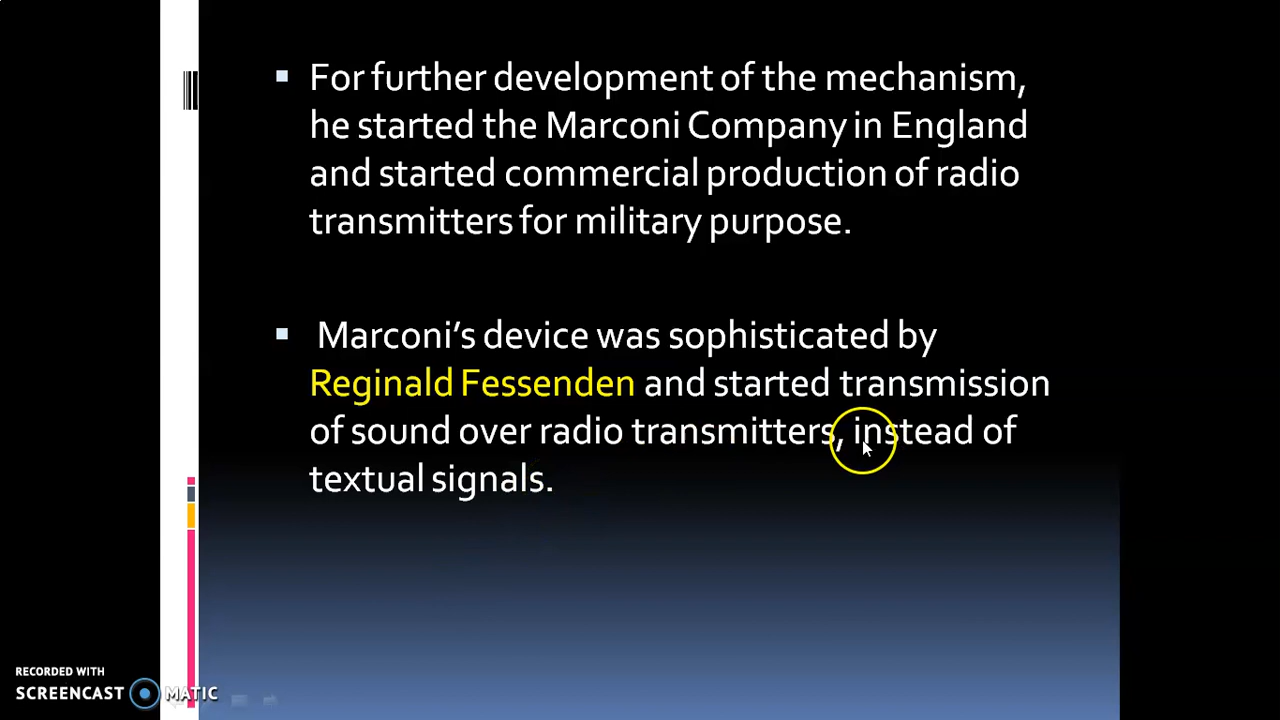 For further development of the mechanism,
he started the Marconi Company in England
and started commercial production of radio
transmitters for military purpose.
Marconi’s device was sophisticated by
Reginald Fessenden and started transmission
of sound over radio transmitters, instead of
textual signals.
RECORDED WITH
SCREENCAST MATIC